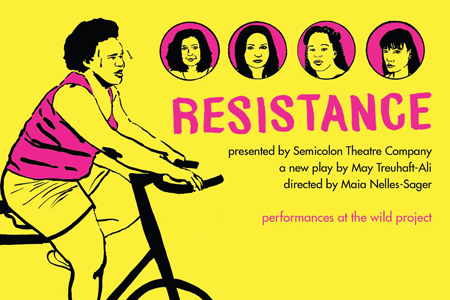 RESISTANCE
presented by Semicolon Theatre Company
a new play by May Treuhaft-Ali
directed by Maia Nelles-Sager
performances at the wild project